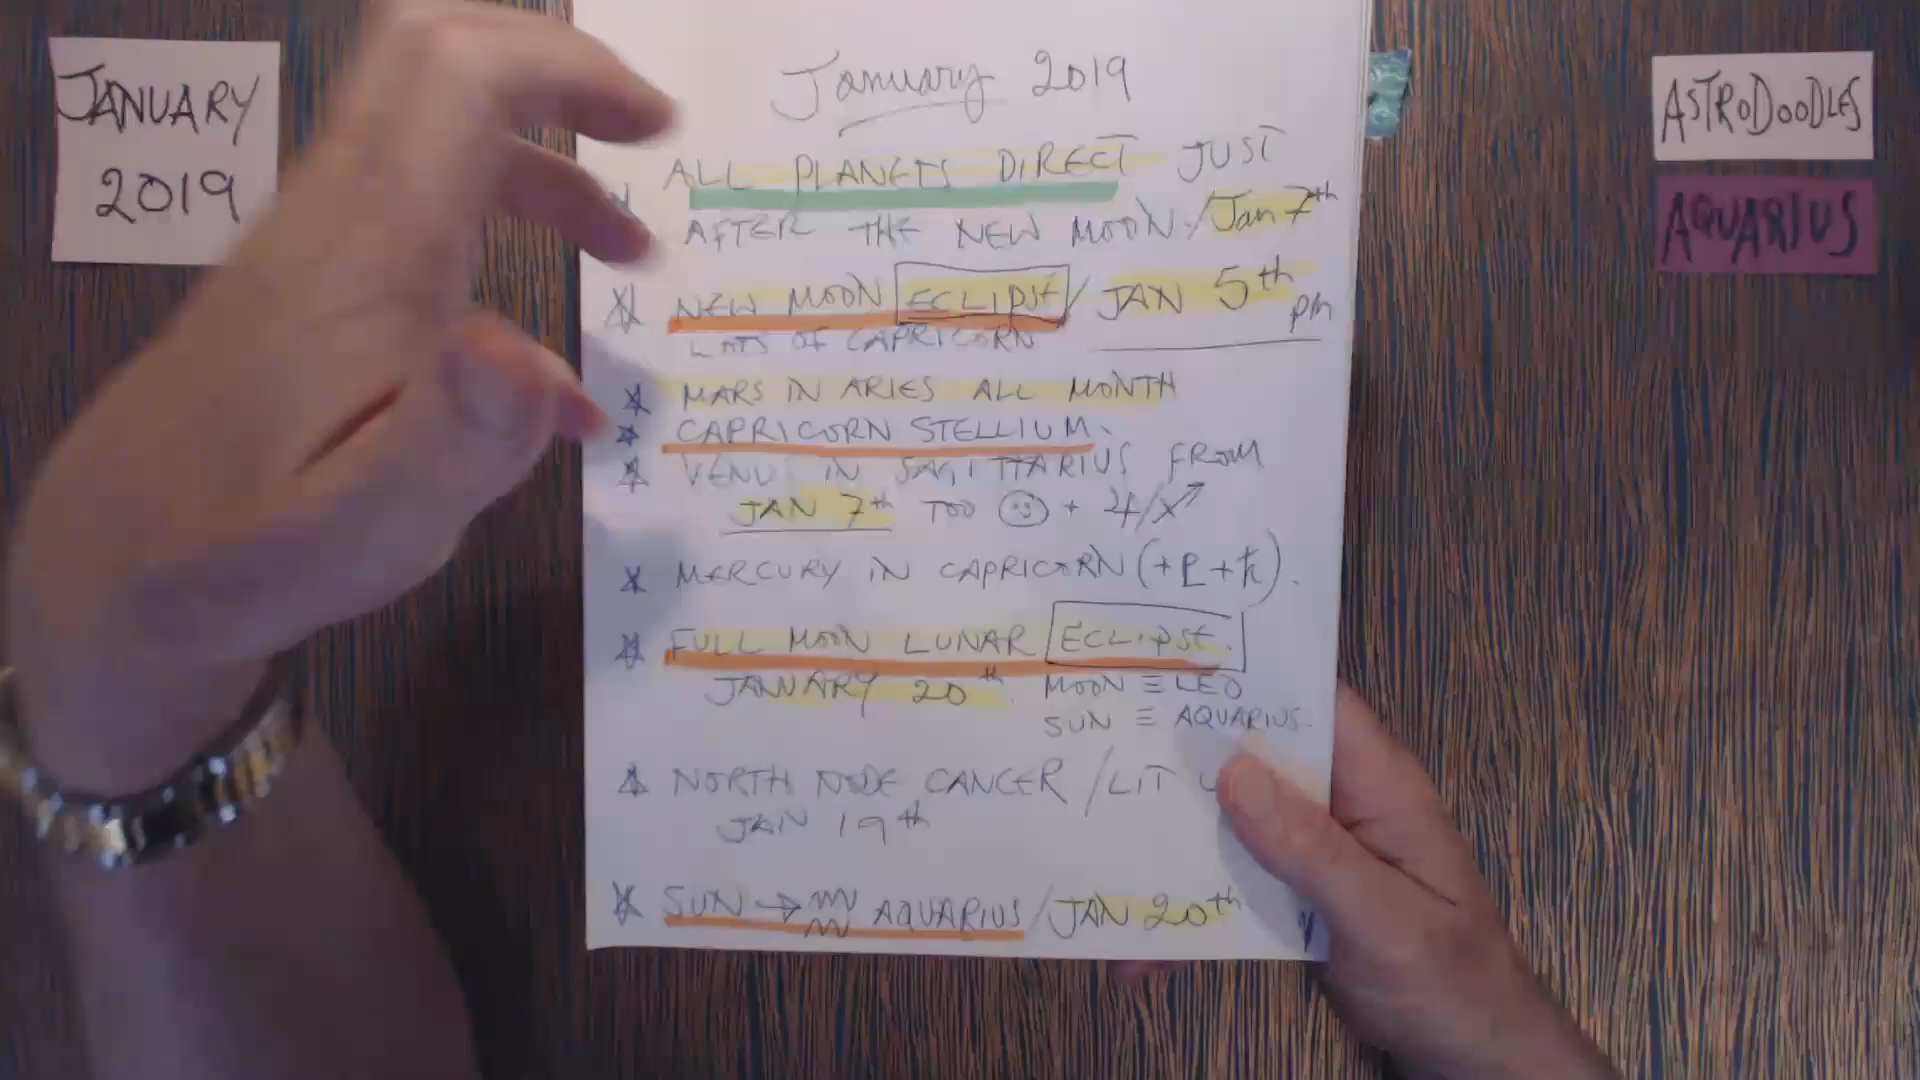 JANUARY
2019
ASTRODOODLES
AQUARIUS
January 2019
ALL PLANETS DIRECT JUST
AFTER THE NEW MOON / Jan 7th
NEW MOON ECLIPSE / JAN 5th pm
LOTS OF CAPRICORN
MARS IN ARIES ALL MONTH
CAPRICORN STELLIUM.
VENUS IN SAGITTARIUS FROM
JAN 7th TOO ☺ + ♃/♐
MERCURY IN CAPRICORN (+ P + ♄).
FULL MOON LUNAR ECLIPSE.
JANUARY 20th. MOON ≡ LEO
SUN ≡ AQUARIUS.
NORTH NODE CANCER / LIT
JAN 19th
SUN → ♒ AQUARIUS / JAN 20th